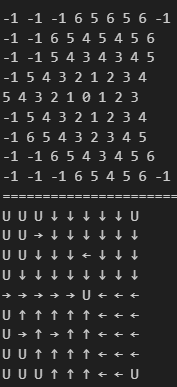 -1 -1 -1 6 5 6 5 6 -1
-1 -1 6 5 4 5 4 5 6
-1 -1 5 4 3 4 3 4 5
-1 5 4 3 2 1 2 3 4
5 4 3 2 1 0 1 2 3
-1 5 4 3 2 1 2 3 4
-1 6 5 4 3 2 3 4 5
-1 -1 6 5 4 3 4 5 6
-1 -1 -1 6 5 4 5 6 -1
======================
U U U ↓ ↓ ↓ ↓ ↓ U
U U → ↓ ↓ ↓ ↓ ↓ ↓
U U ↓ ↓ ↓ ← ↓ ↓ ↓
U ↓ ↓ ↓ ↓ ↓ ↓ ↓ ↓
→ → → → → U ← ← ←
U ↑ ↑ ↑ ↑ ↑ ← ← ←
U → ↑ → ↑ ↑ ← ← ←
U U ↑ ↑ ↑ ↑ ← ← ←
U U U ↑ ↑ ↑ ← ← U